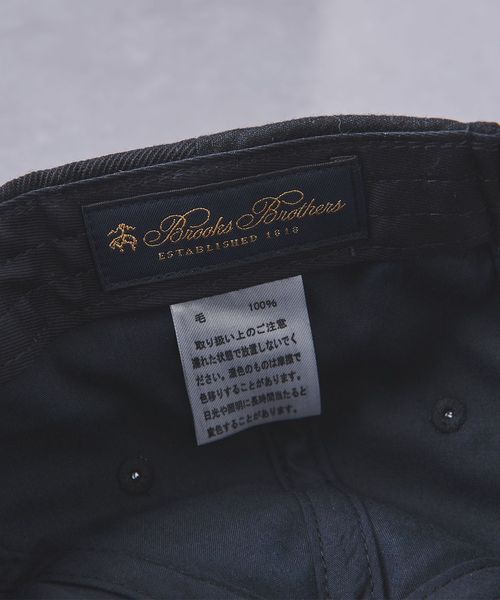 Brooks Brothers
ESTABLISHED 1818
毛 100%
取り扱い上のご注意
濡れた状態で放置しないでく
ださい。濃色のものは摩擦で
色移りすることがあります。
日光や照明に長時間当たると
変色することがあります。